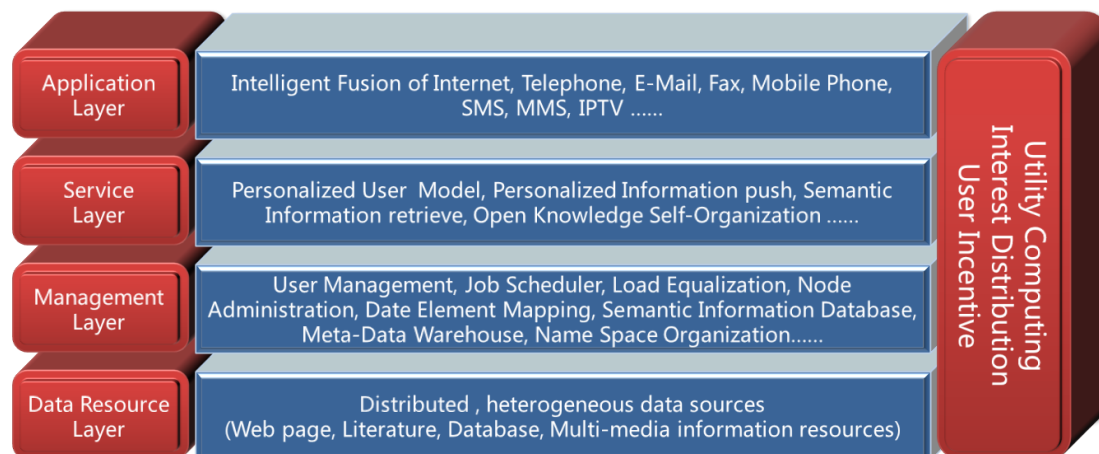 Application
Layer
Intelligent Fusion of Internet, Telephone, E-Mail, Fax, Mobile Phone,
SMS, MMS, IPTV ......
Service
Layer
Personalized User Model, Personalized Information push, Semantic
Information retrieve, Open Knowledge Self-Organization ......
Management
Layer
User Management, Job Scheduler, Load Equalization, Node
Administration, Date Element Mapping, Semantic Information Database,
Meta-Data Warehouse, Name Space Organization......
Data Resource
Layer
Distributed , heterogeneous data sources
(Web page, Literature, Database, Multi-media information resources)
Utility Computing
Interest Distribution
User Incentive